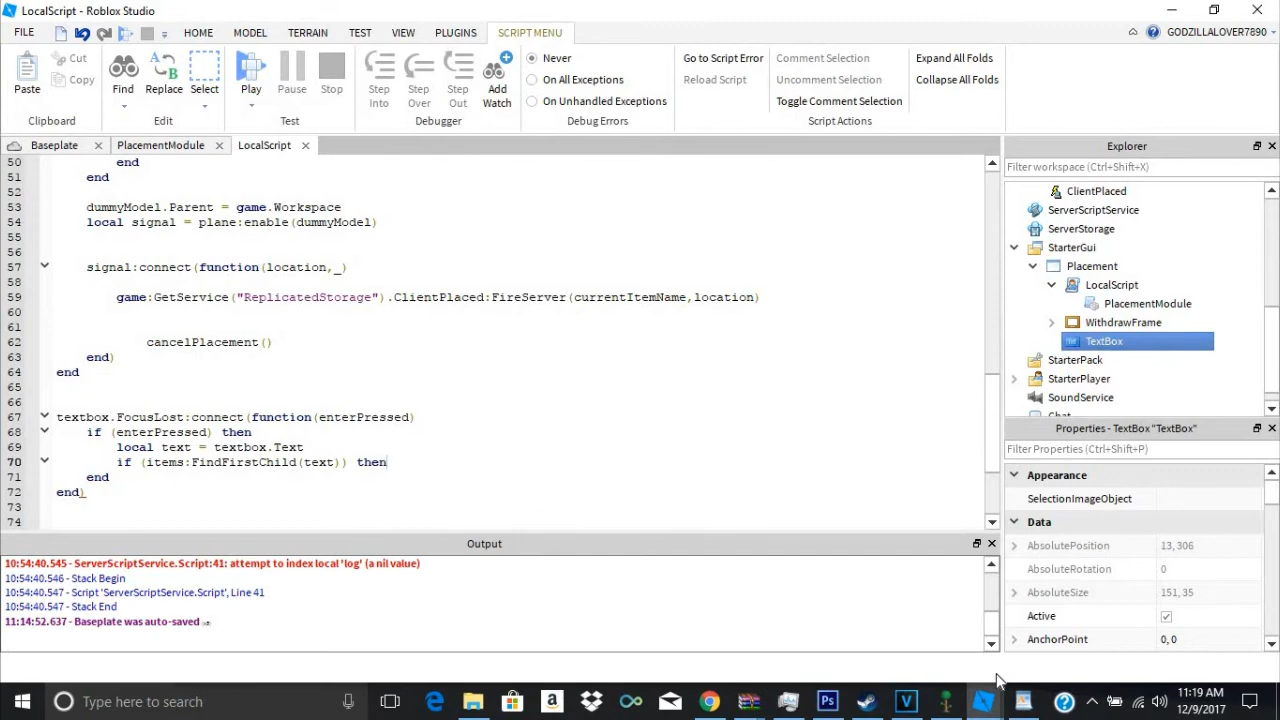 LocalScript - Roblox Studio
FILE HOME MODEL TERRAIN TEST VIEW PLUGINS SCRIPT MENU GODZILLALOVER7890
Paste Cut Copy
Clipboard
Find Replace Select
Edit
Play Pause Stop
Test
Step Into Step Over Step Out Add Watch
Debugger
Never
On All Exceptions
On Unhandled Exceptions
Debug Errors
Go to Script Error
Reload Script
Comment Selection
Uncomment Selection
Toggle Comment Selection
Expand All Folds
Collapse All Folds
Script Actions
Baseplate PlacementModule LocalScript
50 end
51 end
52
53 dummyModel.Parent = game.Workspace
54 local signal = plane:enable(dummyModel)
55
56
57 signal:connect(function(location,_)
58
59 game:GetService("ReplicatedStorage").ClientPlaced:FireServer(currentItemName,location)
60
61
62 cancelPlacement()
63 end)
64 end
65
66
67 textbox.FocusLost:connect(function(enterPressed)
68 if (enterPressed) then
69 local text = textbox.Text
70 if (items:FindFirstChild(text)) then
71 end
72 end)
73
74
Output
10:54:40.545 - ServerScriptService.Script:41: attempt to index local 'log' (a nil value)
10:54:40.546 - Stack Begin
10:54:40.547 - Script 'ServerScriptService.Script', Line 41
10:54:40.547 - Stack End
11:14:52.637 - Baseplate was auto-saved
Explorer
Filter workspace (Ctrl+Shift+X)
ClientPlaced
ServerScriptService
ServerStorage
StarterGui
Placement
LocalScript
PlacementModule
WithdrawFrame
TextBox
StarterPack
StarterPlayer
SoundService
Chat
Properties - TextBox "TextBox"
Filter Properties (Ctrl+Shift+P)
Appearance
SelectionImageObject
Data
AbsolutePosition 13, 306
AbsoluteRotation 0
AbsoluteSize 151, 35
Active
AnchorPoint 0, 0
Type here to search
11:19 AM
12/9/2017